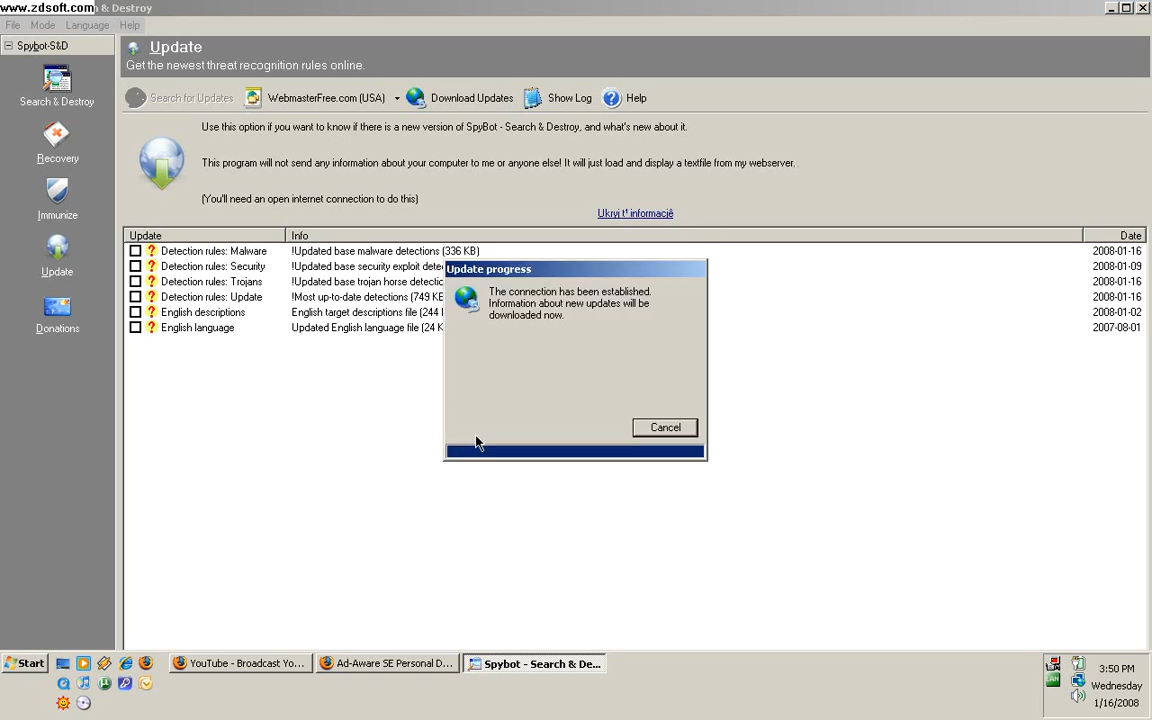 www.zdsoft.com h & Destroy
File Mode Language Help
Spybot-S&D
Update
Get the newest threat recognition rules online.
Search & Destroy
Recovery
Immunize
Update
Donations
Search for Updates WebmasterFree.com (USA) Download Updates Show Log Help
Use this option if you want to know if there is a new version of SpyBot - Search & Destroy, and what's new about it.
This program will not send any information about your computer to me or anyone else! It will just load and display a textfile from my webserver.
(You'll need an open internet connection to do this)
Ukryj t¹ informacjê
Update Info Date
Detection rules: Malware !Updated base malware detections (336 KB) 2008-01-16
Detection rules: Security !Updated base security exploit dete 2008-01-09
Detection rules: Trojans !Updated base trojan horse detection 2008-01-16
Detection rules: Update !Most up-to-date detections (749 KB 2008-01-16
English descriptions English target descriptions file (244 2008-01-02
English language Updated English language file (24 K 2007-08-01
Update progress
The connection has been established.
Information about new updates will be
downloaded now.
Cancel
Start YouTube - Broadcast Yo... Ad-Aware SE Personal D... Spybot - Search & De...
3:50 PM
Wednesday
1/16/2008